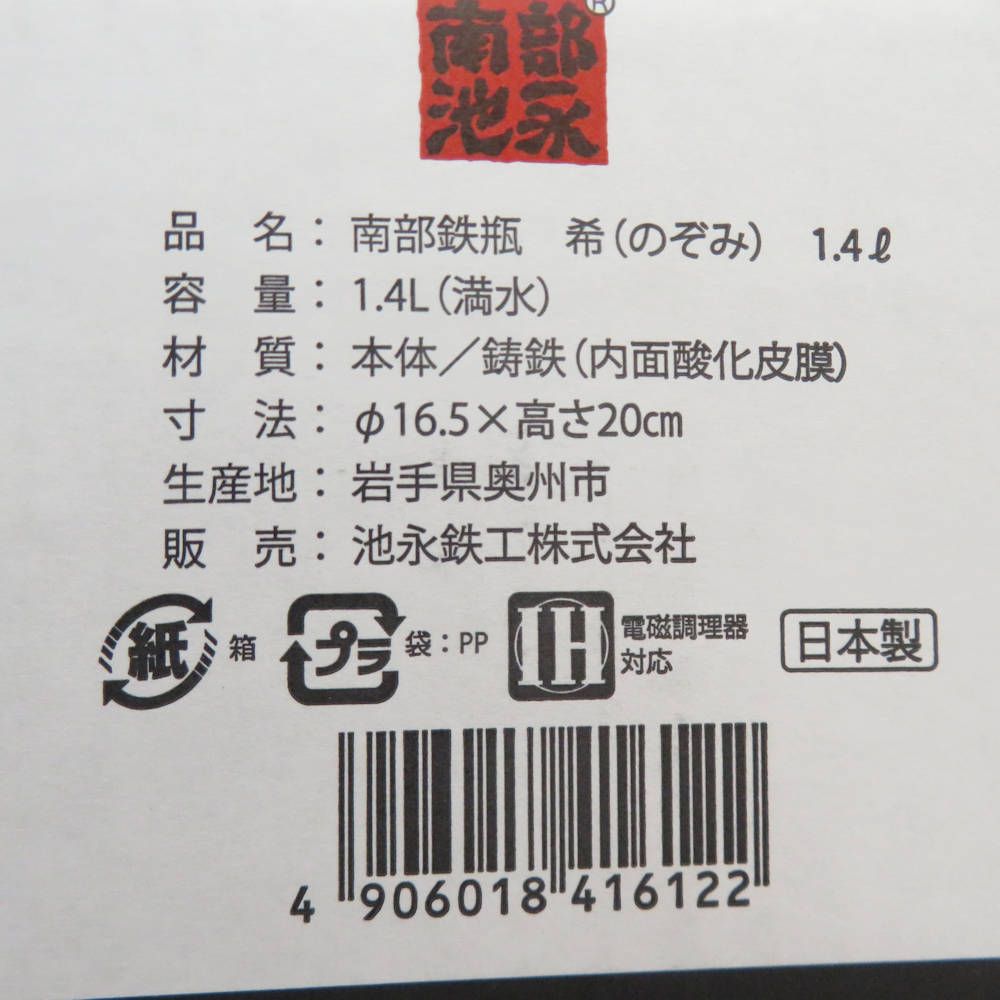 南部
池永
®
品　名：南部鉄瓶　希（のぞみ）　1.4ℓ
容　量：1.4L（満水）
材　質：本体／鋳鉄（内面酸化皮膜）
寸　法：φ16.5×高さ20㎝
生産地：岩手県奥州市
販　売：池永鉄工株式会社
紙 箱 プラ 袋：PP IH 電磁調理器
対応
日本製
4 906018 416122